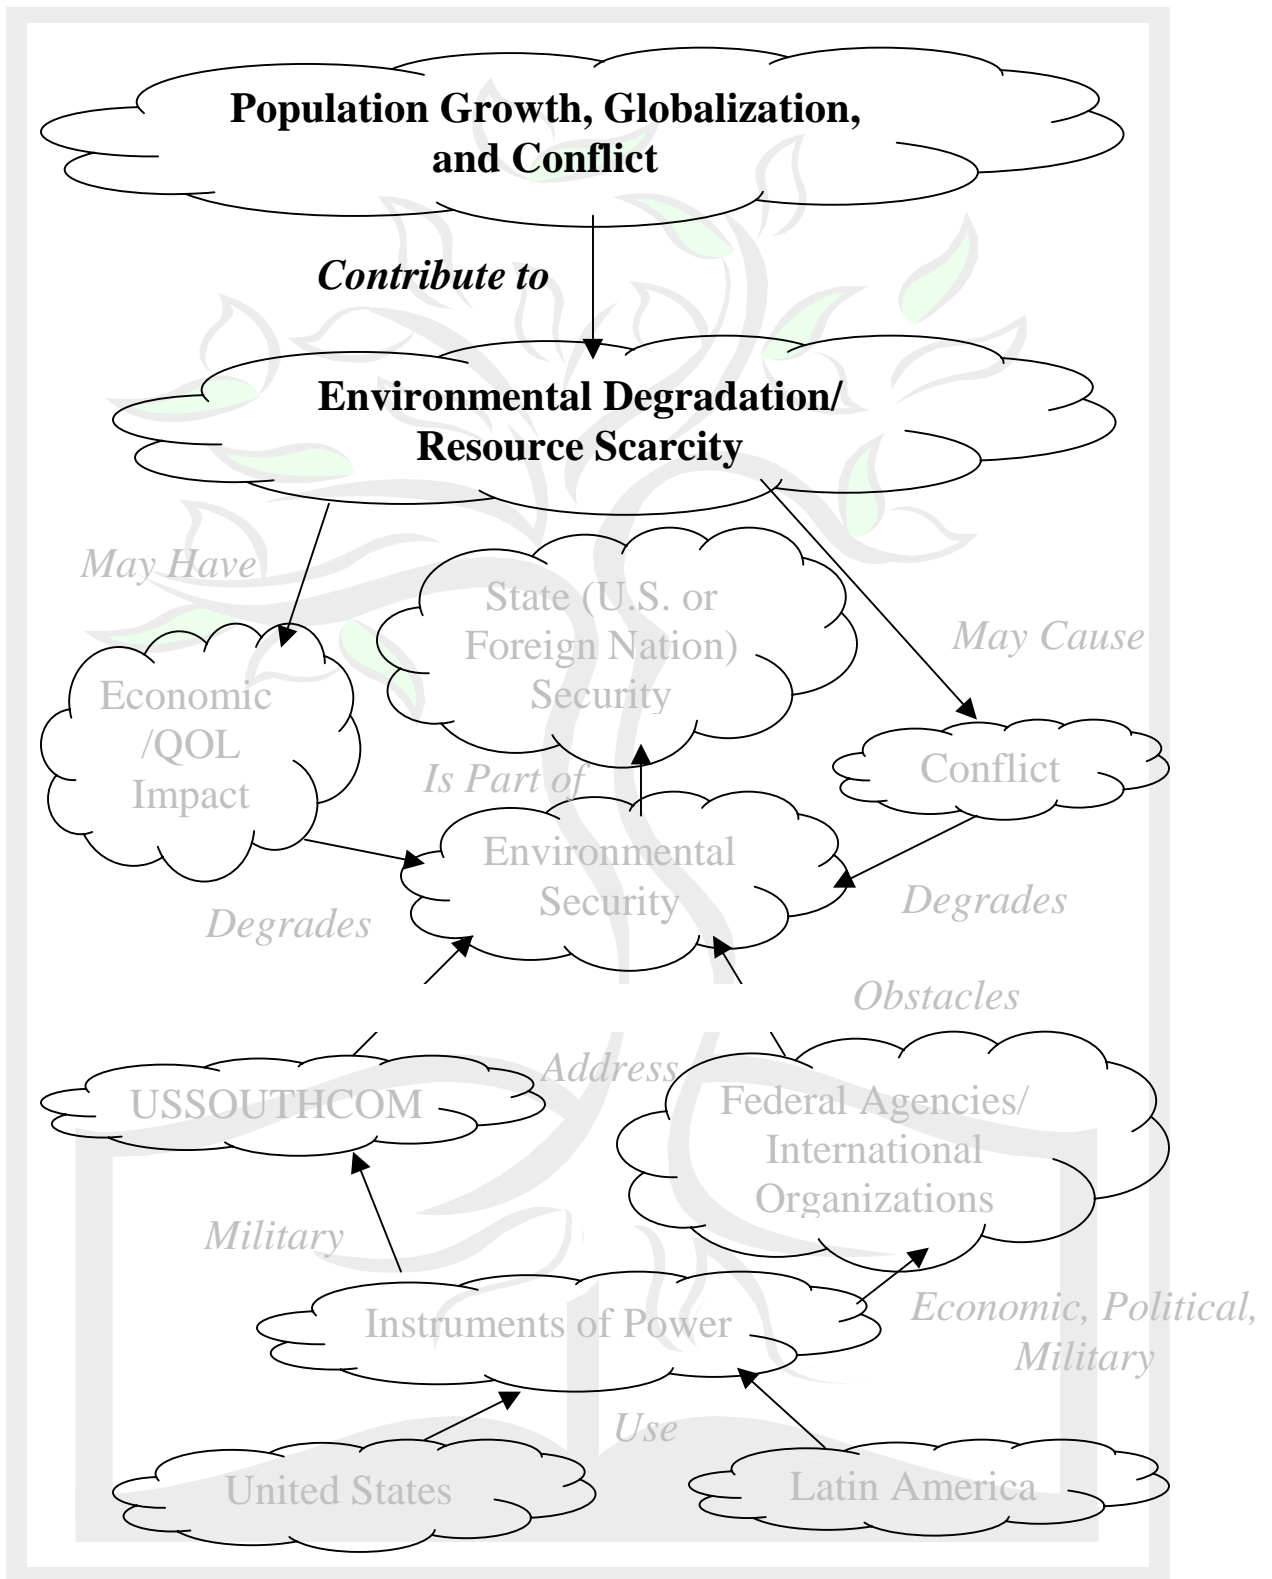 Population Growth, Globalization,
and Conflict
Contribute to
Environmental Degradation/
Resource Scarcity
May Have
State (U.S. or
Foreign Nation)
Security
May Cause
Economic
/QOL
Impact
Is Part of
Conflict
Environmental
Security
Degrades
Degrades
Obstacles
Address
USSOUTHCOM
Federal Agencies/
International
Organizations
Military
Instruments of Power
Economic, Political,
Military
Use
United States
Latin America